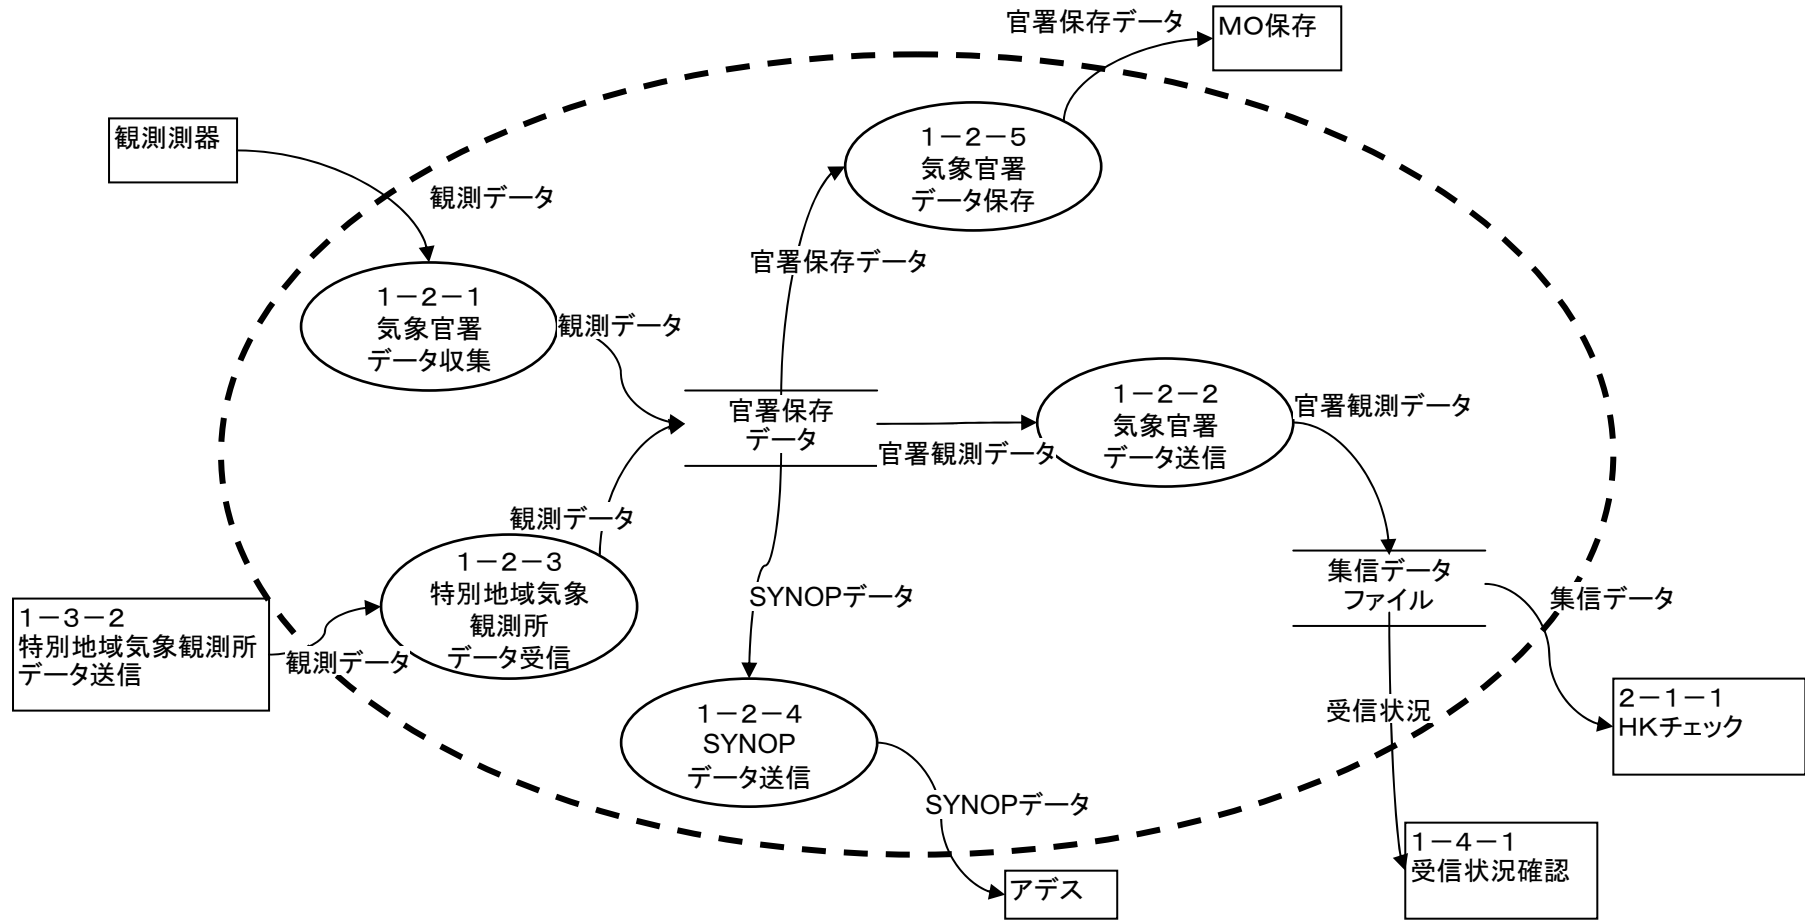 官署保存データ
ＭＯ保存
観測測器
観測データ
１－２－５
気象官署
データ保存
官署保存データ
１－２－１
気象官署
データ収集
観測データ
官署保存
データ
１－２－２
気象官署
データ送信
官署観測データ
官署観測データ
観測データ
１－２－３
特別地域気象
観測所
データ受信
１－３－２
特別地域気象観測所
データ送信
観測データ
SYNOPデータ
集信データ
ファイル
集信データ
１－２－４
SYNOP
データ送信
受信状況
２－１－１
ＨＫチェック
SYNOPデータ
１－４－１
受信状況確認
アデス